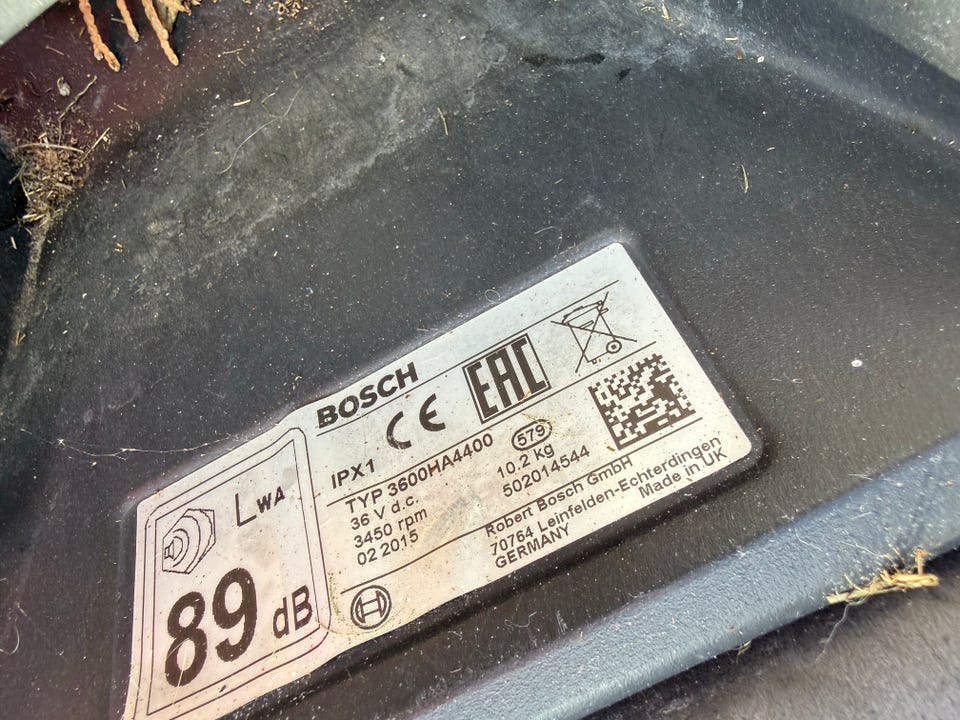 BOSCH
CE EAC
IPX1
TYP 3600HA4400 579
36 V d.c. 10.2 kg
3450 rpm 502014544
02 2015
Robert Bosch GmbH
70764 Leinfelden-Echterdingen
GERMANY Made in UK
LWA
89 dB